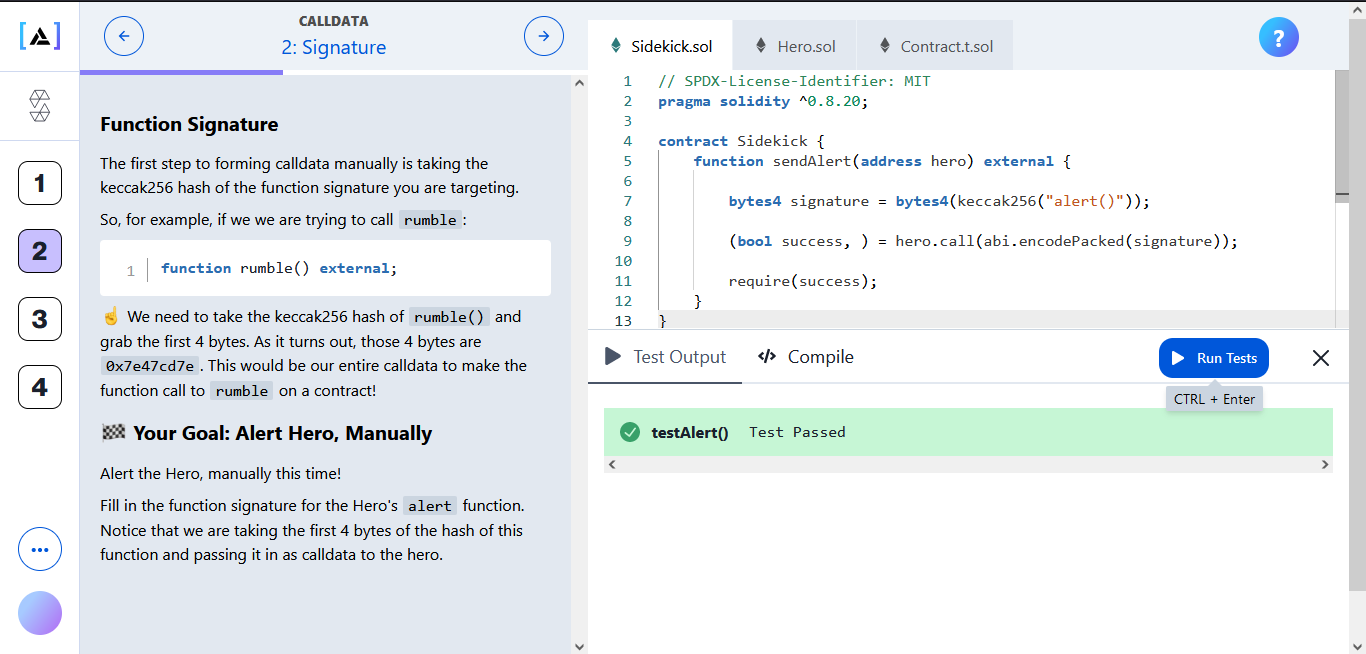 CALLDATA
2: Signature
1
2
3
4
Function Signature
The first step to forming calldata manually is taking the
keccak256 hash of the function signature you are targeting.
So, for example, if we we are trying to call rumble :
1 function rumble() external;
☝ We need to take the keccak256 hash of rumble() and
grab the first 4 bytes. As it turns out, those 4 bytes are
0x7e47cd7e . This would be our entire calldata to make the
function call to rumble on a contract!
🏁 Your Goal: Alert Hero, Manually
Alert the Hero, manually this time!
Fill in the function signature for the Hero's alert function.
Notice that we are taking the first 4 bytes of the hash of this
function and passing it in as calldata to the hero.
Sidekick.sol
Hero.sol
Contract.t.sol
?
1 // SPDX-License-Identifier: MIT
2 pragma solidity ^0.8.20;
3
4 contract Sidekick {
5 function sendAlert(address hero) external {
6
7 bytes4 signature = bytes4(keccak256("alert()"));
8
9 (bool success, ) = hero.call(abi.encodePacked(signature));
10
11 require(success);
12 }
13 }
Test Output
Compile
Run Tests
CTRL + Enter
testAlert() Test Passed